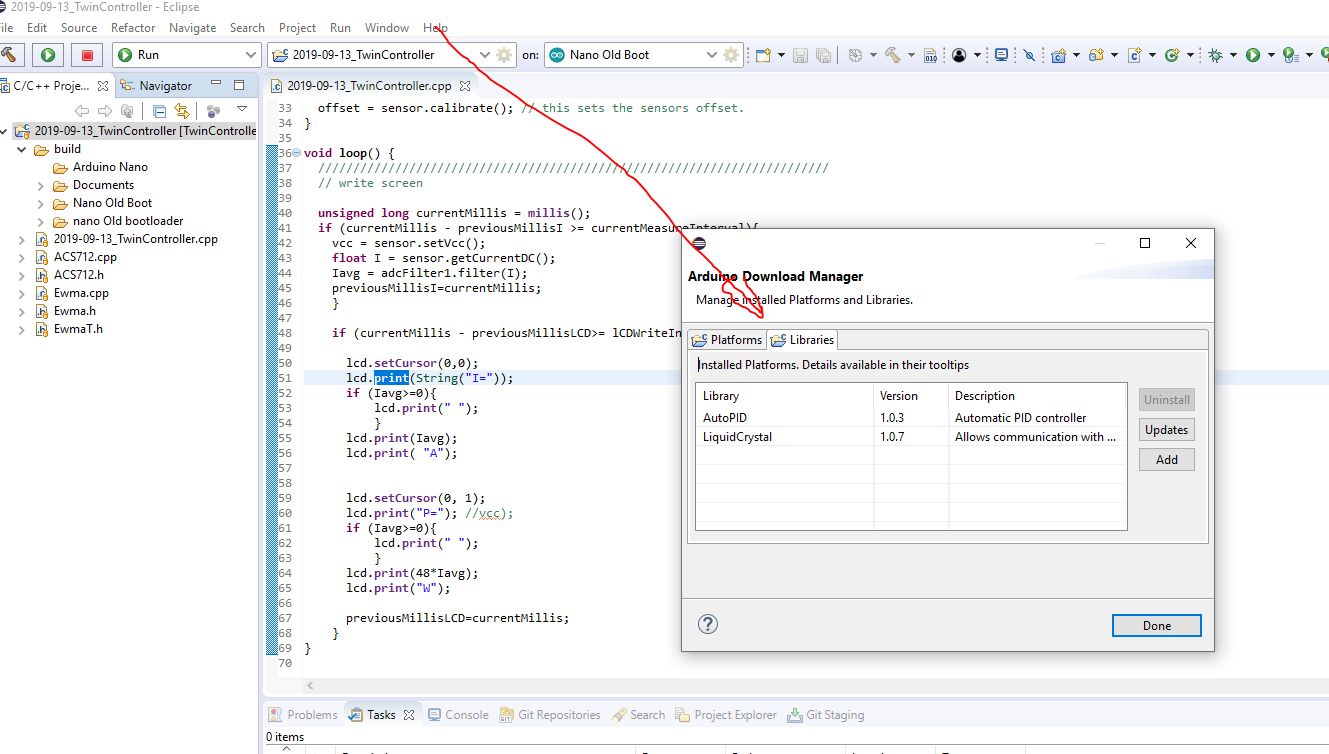 2019-09-13_TwinController - Eclipse
ile Edit Source Refactor Navigate Search Project Run Window Help
Run 2019-09-13_TwinController on: Nano Old Boot
C/C++ Proje... Navigator
2019-09-13_TwinController [TwinControlle
build
Arduino Nano
Documents
Nano Old Boot
nano Old bootloader
2019-09-13_TwinController.cpp
ACS712.cpp
ACS712.h
Ewma.cpp
Ewma.h
EwmaT.h
2019-09-13_TwinController.cpp
33 offset = sensor.calibrate(); // this sets the sensors offset.
34 }
35
36 void loop() {
37 /////////////////////////////////////////////////////////////////////////
38 // write screen
39
40 unsigned long currentMillis = millis();
41 if (currentMillis - previousMillisI >= currentMeasureInterval){
42 vcc = sensor.setVcc();
43 float I = sensor.getCurrentDC();
44 Iavg = adcFilter1.filter(I);
45 previousMillisI=currentMillis;
46 }
47
48 if (currentMillis - previousMillisLCD>= lCDWriteIn
49
50 lcd.setCursor(0,0);
51 lcd.print(String("I="));
52 if (Iavg>=0){
53 lcd.print(" ");
54 }
55 lcd.print(Iavg);
56 lcd.print( "A");
57
58
59 lcd.setCursor(0, 1);
60 lcd.print("P="); //vcc);
61 if (Iavg>=0){
62 lcd.print(" ");
63 }
64 lcd.print(48*Iavg);
65 lcd.print("W");
66
67 previousMillisLCD=currentMillis;
68 }
69 }
70
Arduino Download Manager
Manage Installed Platforms and Libraries.
Platforms Libraries
Installed Platforms. Details available in their tooltips
Library Version Description
AutoPID 1.0.3 Automatic PID controller
LiquidCrystal 1.0.7 Allows communication with ...
Uninstall
Updates
Add
Done
Problems Tasks Console Git Repositories Search Project Explorer Git Staging
0 items